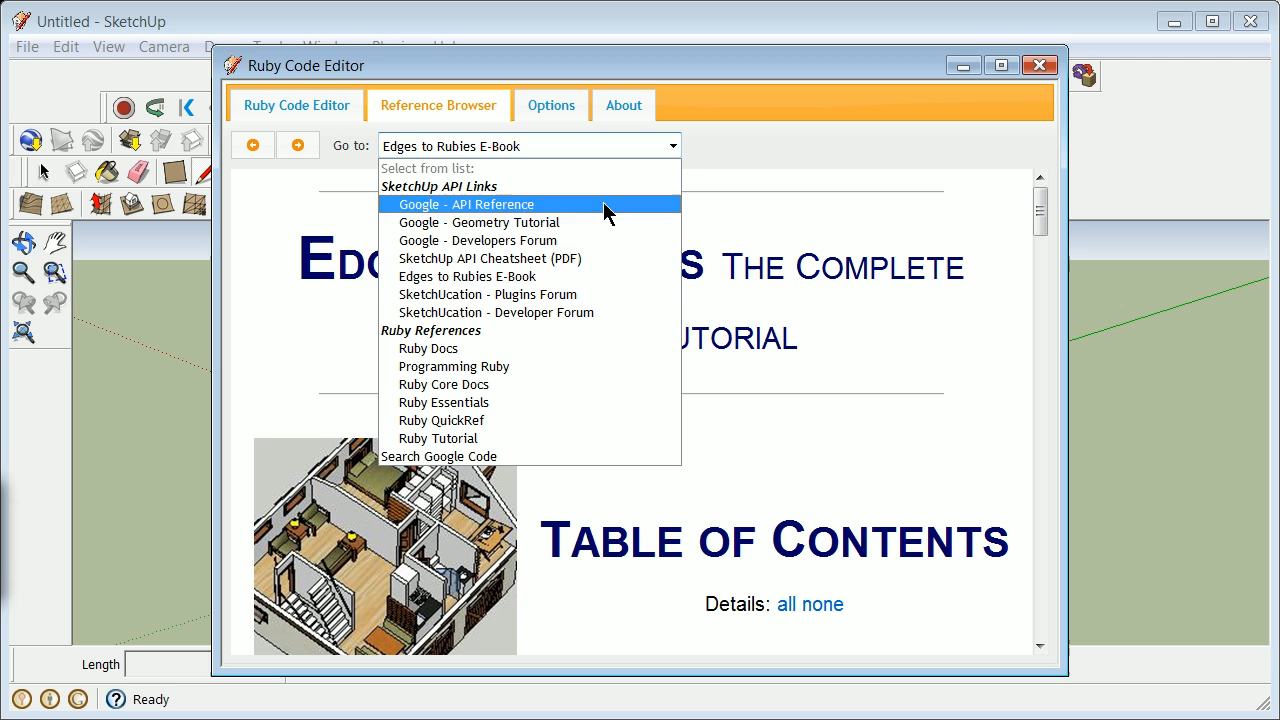 Untitled - SketchUp
File Edit View Camera
Ruby Code Editor
Ruby Code Editor Reference Browser Options About
Go to: Edges to Rubies E-Book
Select from list:
SketchUp API Links
Google - API Reference
Google - Geometry Tutorial
Google - Developers Forum
SketchUp API Cheatsheet (PDF)
Edges to Rubies E-Book
SketchUcation - Plugins Forum
SketchUcation - Developer Forum
Ruby References
Ruby Docs
Programming Ruby
Ruby Core Docs
Ruby Essentials
Ruby QuickRef
Ruby Tutorial
Search Google Code
THE COMPLETE
TABLE OF CONTENTS
Details: all none
Length
Ready